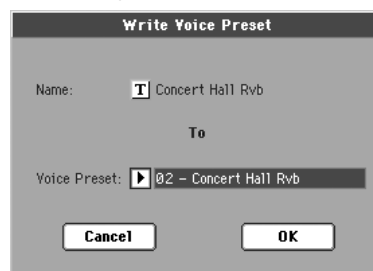 Write Voice Preset
Name: T Concert Hall Rvb
To
Voice Preset: 02 - Concert Hall Rvb
Cancel OK